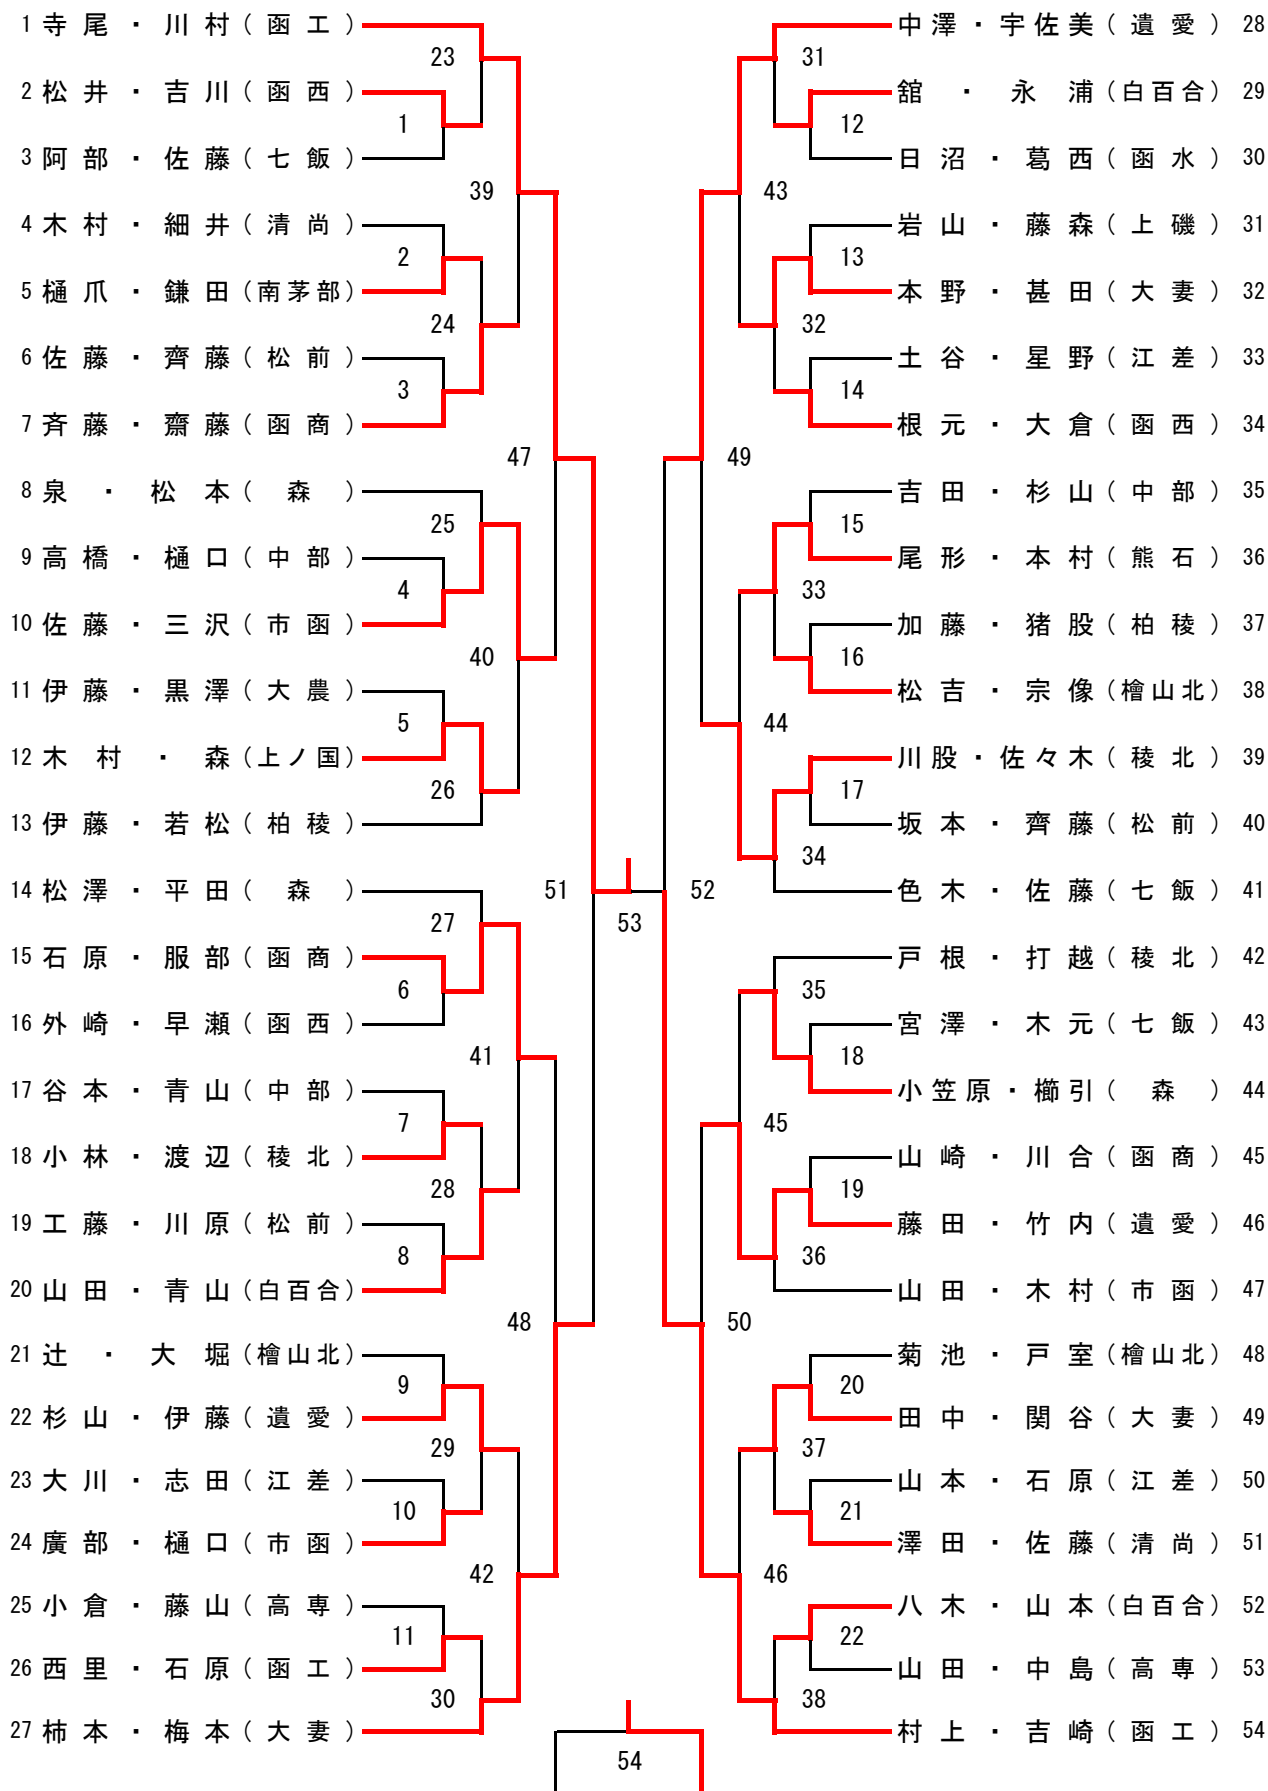 1 寺尾・川村(函工)
2 松井・吉川(函西)
3 阿部・佐藤(七飯)
4 木村・細井(清尚)
5 樋爪・鎌田(南茅部)
6 佐藤・齊藤(松前)
7 斉藤・齋藤(函商)
8 泉・松本(森)
9 高橋・樋口(中部)
10 佐藤・三沢(市函)
11 伊藤・黒澤(大農)
12 木村・森(上ノ国)
13 伊藤・若松(柏稜)
14 松澤・平田(森)
15 石原・服部(函商)
16 外崎・早瀬(函西)
17 谷本・青山(中部)
18 小林・渡辺(稜北)
19 工藤・川原(松前)
20 山田・青山(白百合)
21 辻・大堀(檜山北)
22 杉山・伊藤(遺愛)
23 大川・志田(江差)
24 廣部・樋口(市函)
25 小倉・藤山(高専)
26 西里・石原(函工)
27 柿本・梅本(大妻)
1
2
3
4
5
6
7
8
9
10
11
23
24
25
26
27
28
29
30
39
40
41
42
47
48
51
53
54
52
49
50
43
44
45
46
31
32
33
34
35
36
37
38
12
13
14
15
16
17
18
19
20
21
22
中澤・宇佐美(遺愛) 28
舘・永浦(白百合) 29
日沼・葛西(函水) 30
岩山・藤森(上磯) 31
本野・甚田(大妻) 32
土谷・星野(江差) 33
根元・大倉(函西) 34
吉田・杉山(中部) 35
尾形・本村(熊石) 36
加藤・猪股(柏稜) 37
松吉・宗像(檜山北) 38
川股・佐々木(稜北) 39
坂本・齊藤(松前) 40
色木・佐藤(七飯) 41
戸根・打越(稜北) 42
宮澤・木元(七飯) 43
小笠原・櫛引(森) 44
山崎・川合(函商) 45
藤田・竹内(遺愛) 46
山田・木村(市函) 47
菊池・戸室(檜山北) 48
田中・関谷(大妻) 49
山本・石原(江差) 50
澤田・佐藤(清尚) 51
八木・山本(白百合) 52
山田・中島(高専) 53
村上・吉崎(函工) 54